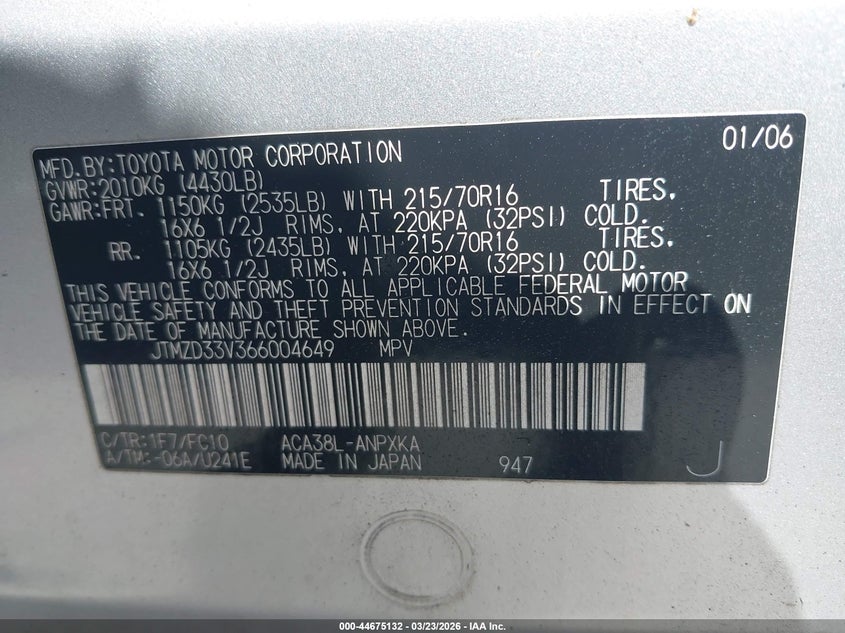 01/06
MFD.BY:TOYOTA MOTOR CORPORATION
GVWR:2010KG (4430LB)
GAWR:FRT. 1150KG (2535LB) WITH 215/70R16 TIRES,
16X6 1/2J RIMS, AT 220KPA (32PSI) COLD.
RR. 1105KG (2435LB) WITH 215/70R16 TIRES,
16X6 1/2J RIMS, AT 220KPA (32PSI) COLD.
THIS VEHICLE CONFORMS TO ALL APPLICABLE FEDERAL MOTOR
VEHICLE SAFETY AND THEFT PREVENTION STANDARDS IN EFFECT ON
THE DATE OF MANUFACTURE SHOWN ABOVE.
JTMZD33V366004649 MPV
C/TR:1F7/FC10 ACA38L-ANPXKA
A/TM:-06A/U241E MADE IN JAPAN 947 J
000-44675132 - 03/23/2026 - IAA Inc.